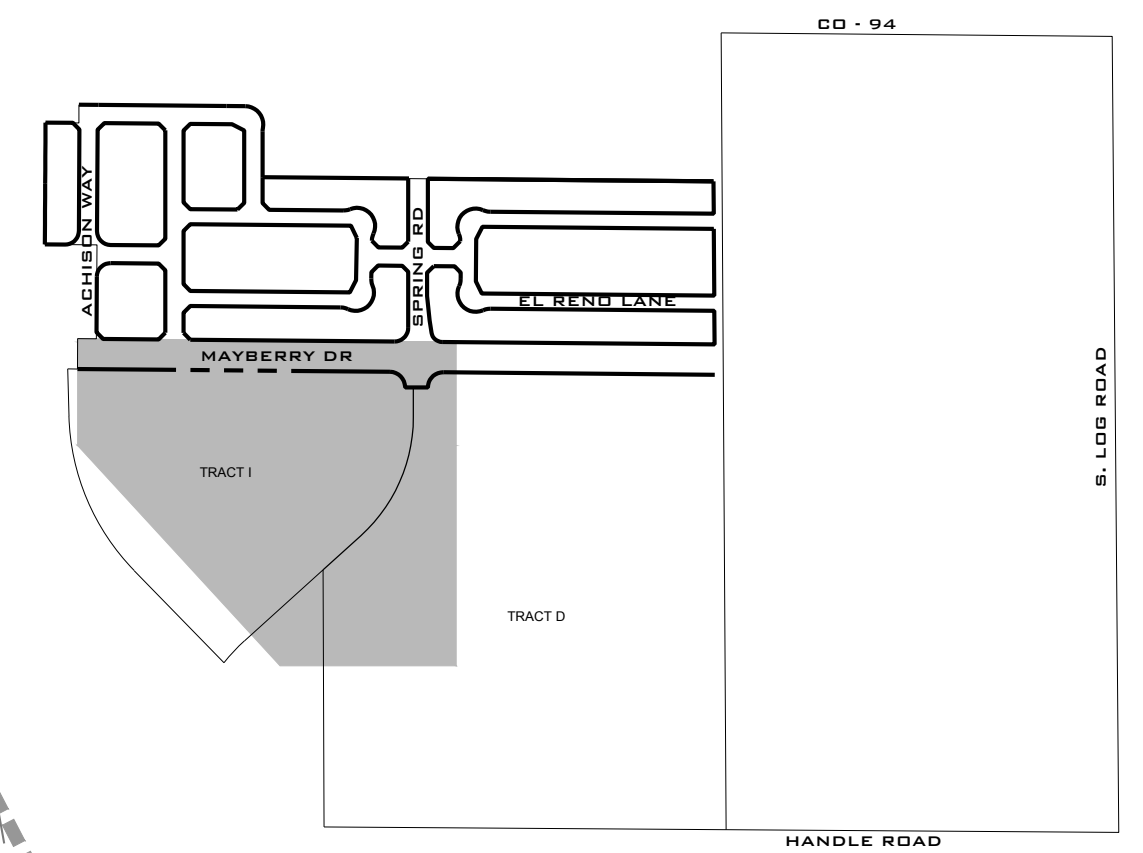 CO - 94
ACHISON WAY
SPRING RD
EL RENO LANE
MAYBERRY DR
S. LOG ROAD
TRACT I
TRACT D
HANDLE ROAD